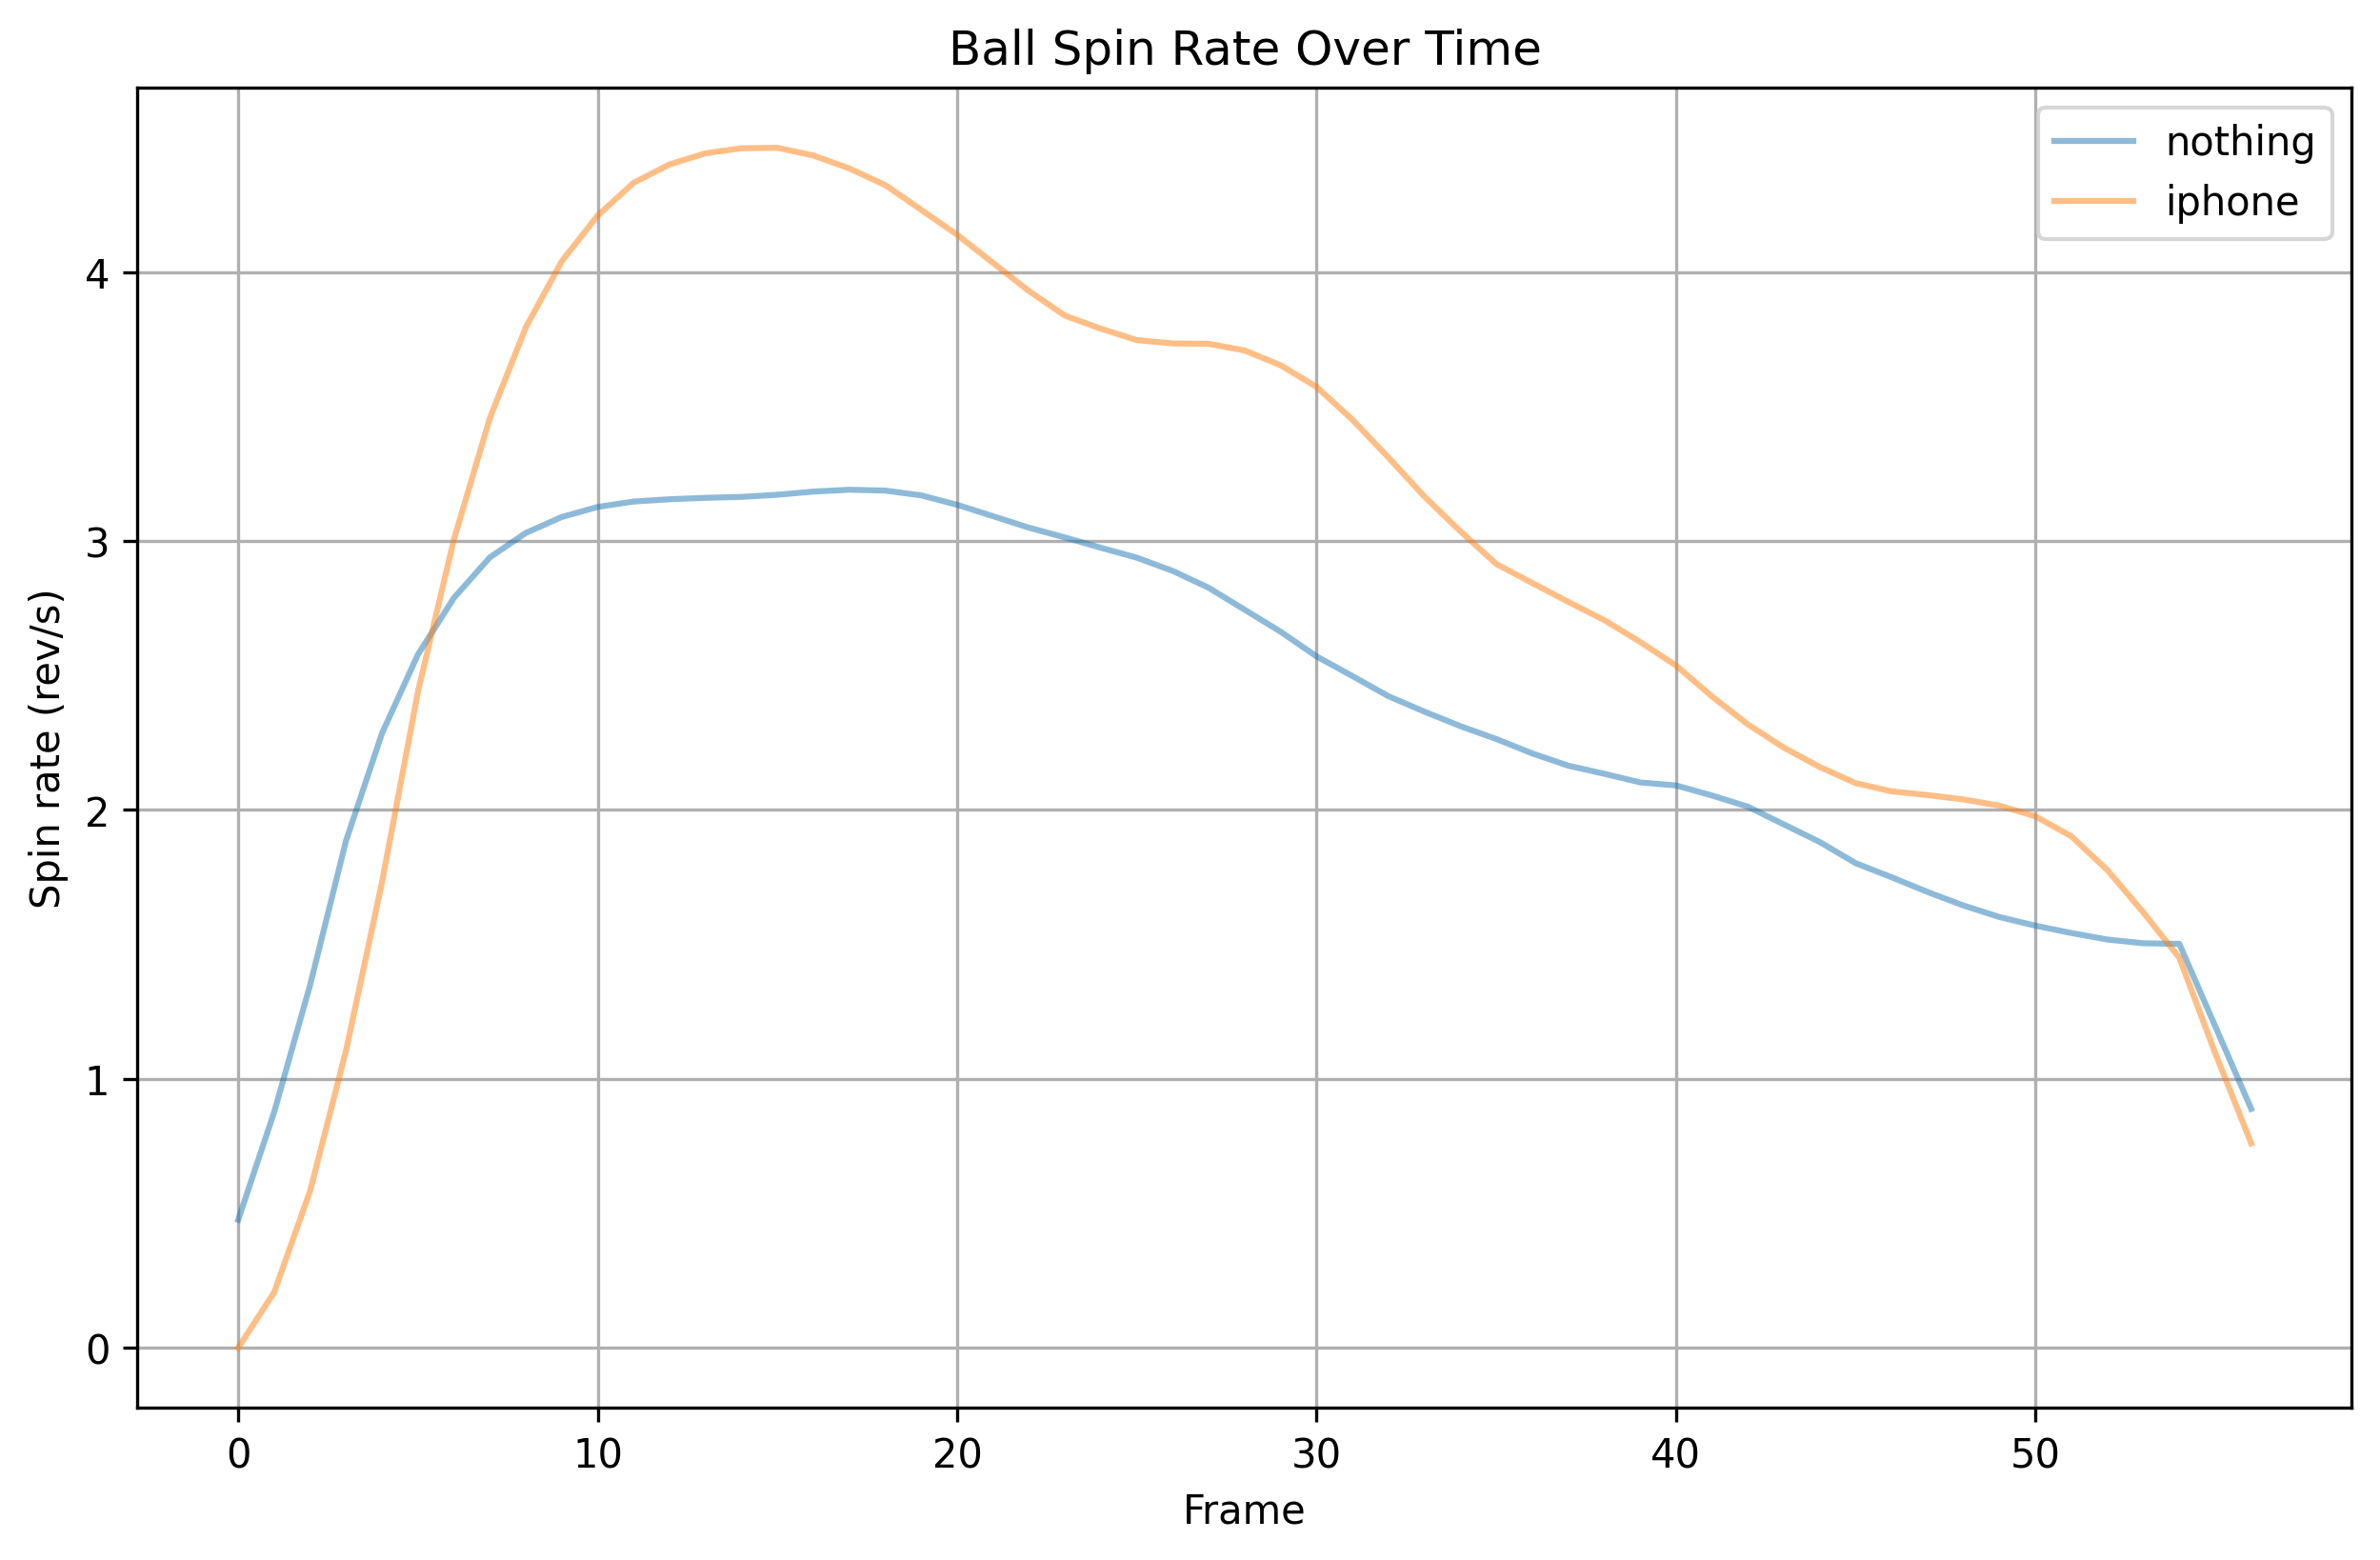 Ball Spin Rate Over Time
nothing
iphone
Spin rate (rev/s)
4
3
2
1
0
0 10 20 30 40 50
Frame